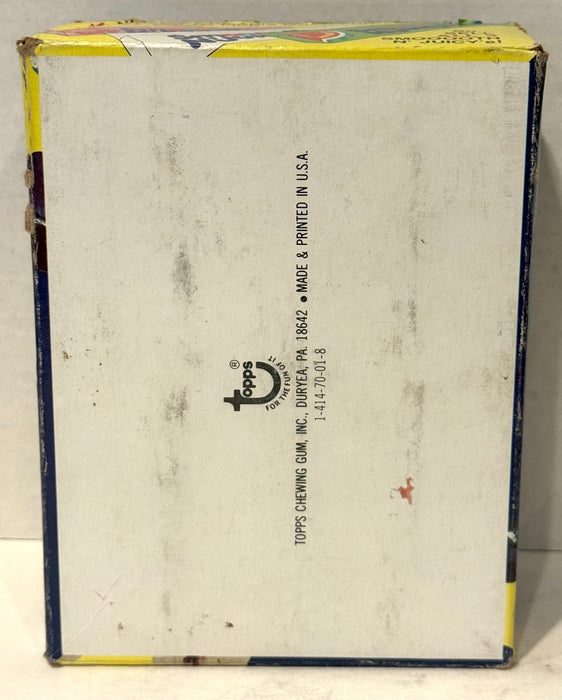 topps®
FOR THE FUN OF IT
TOPPS CHEWING GUM, INC., DURYEA, PA. 18642 ● MADE & PRINTED IN U.S.A.
1-414-70-01-8